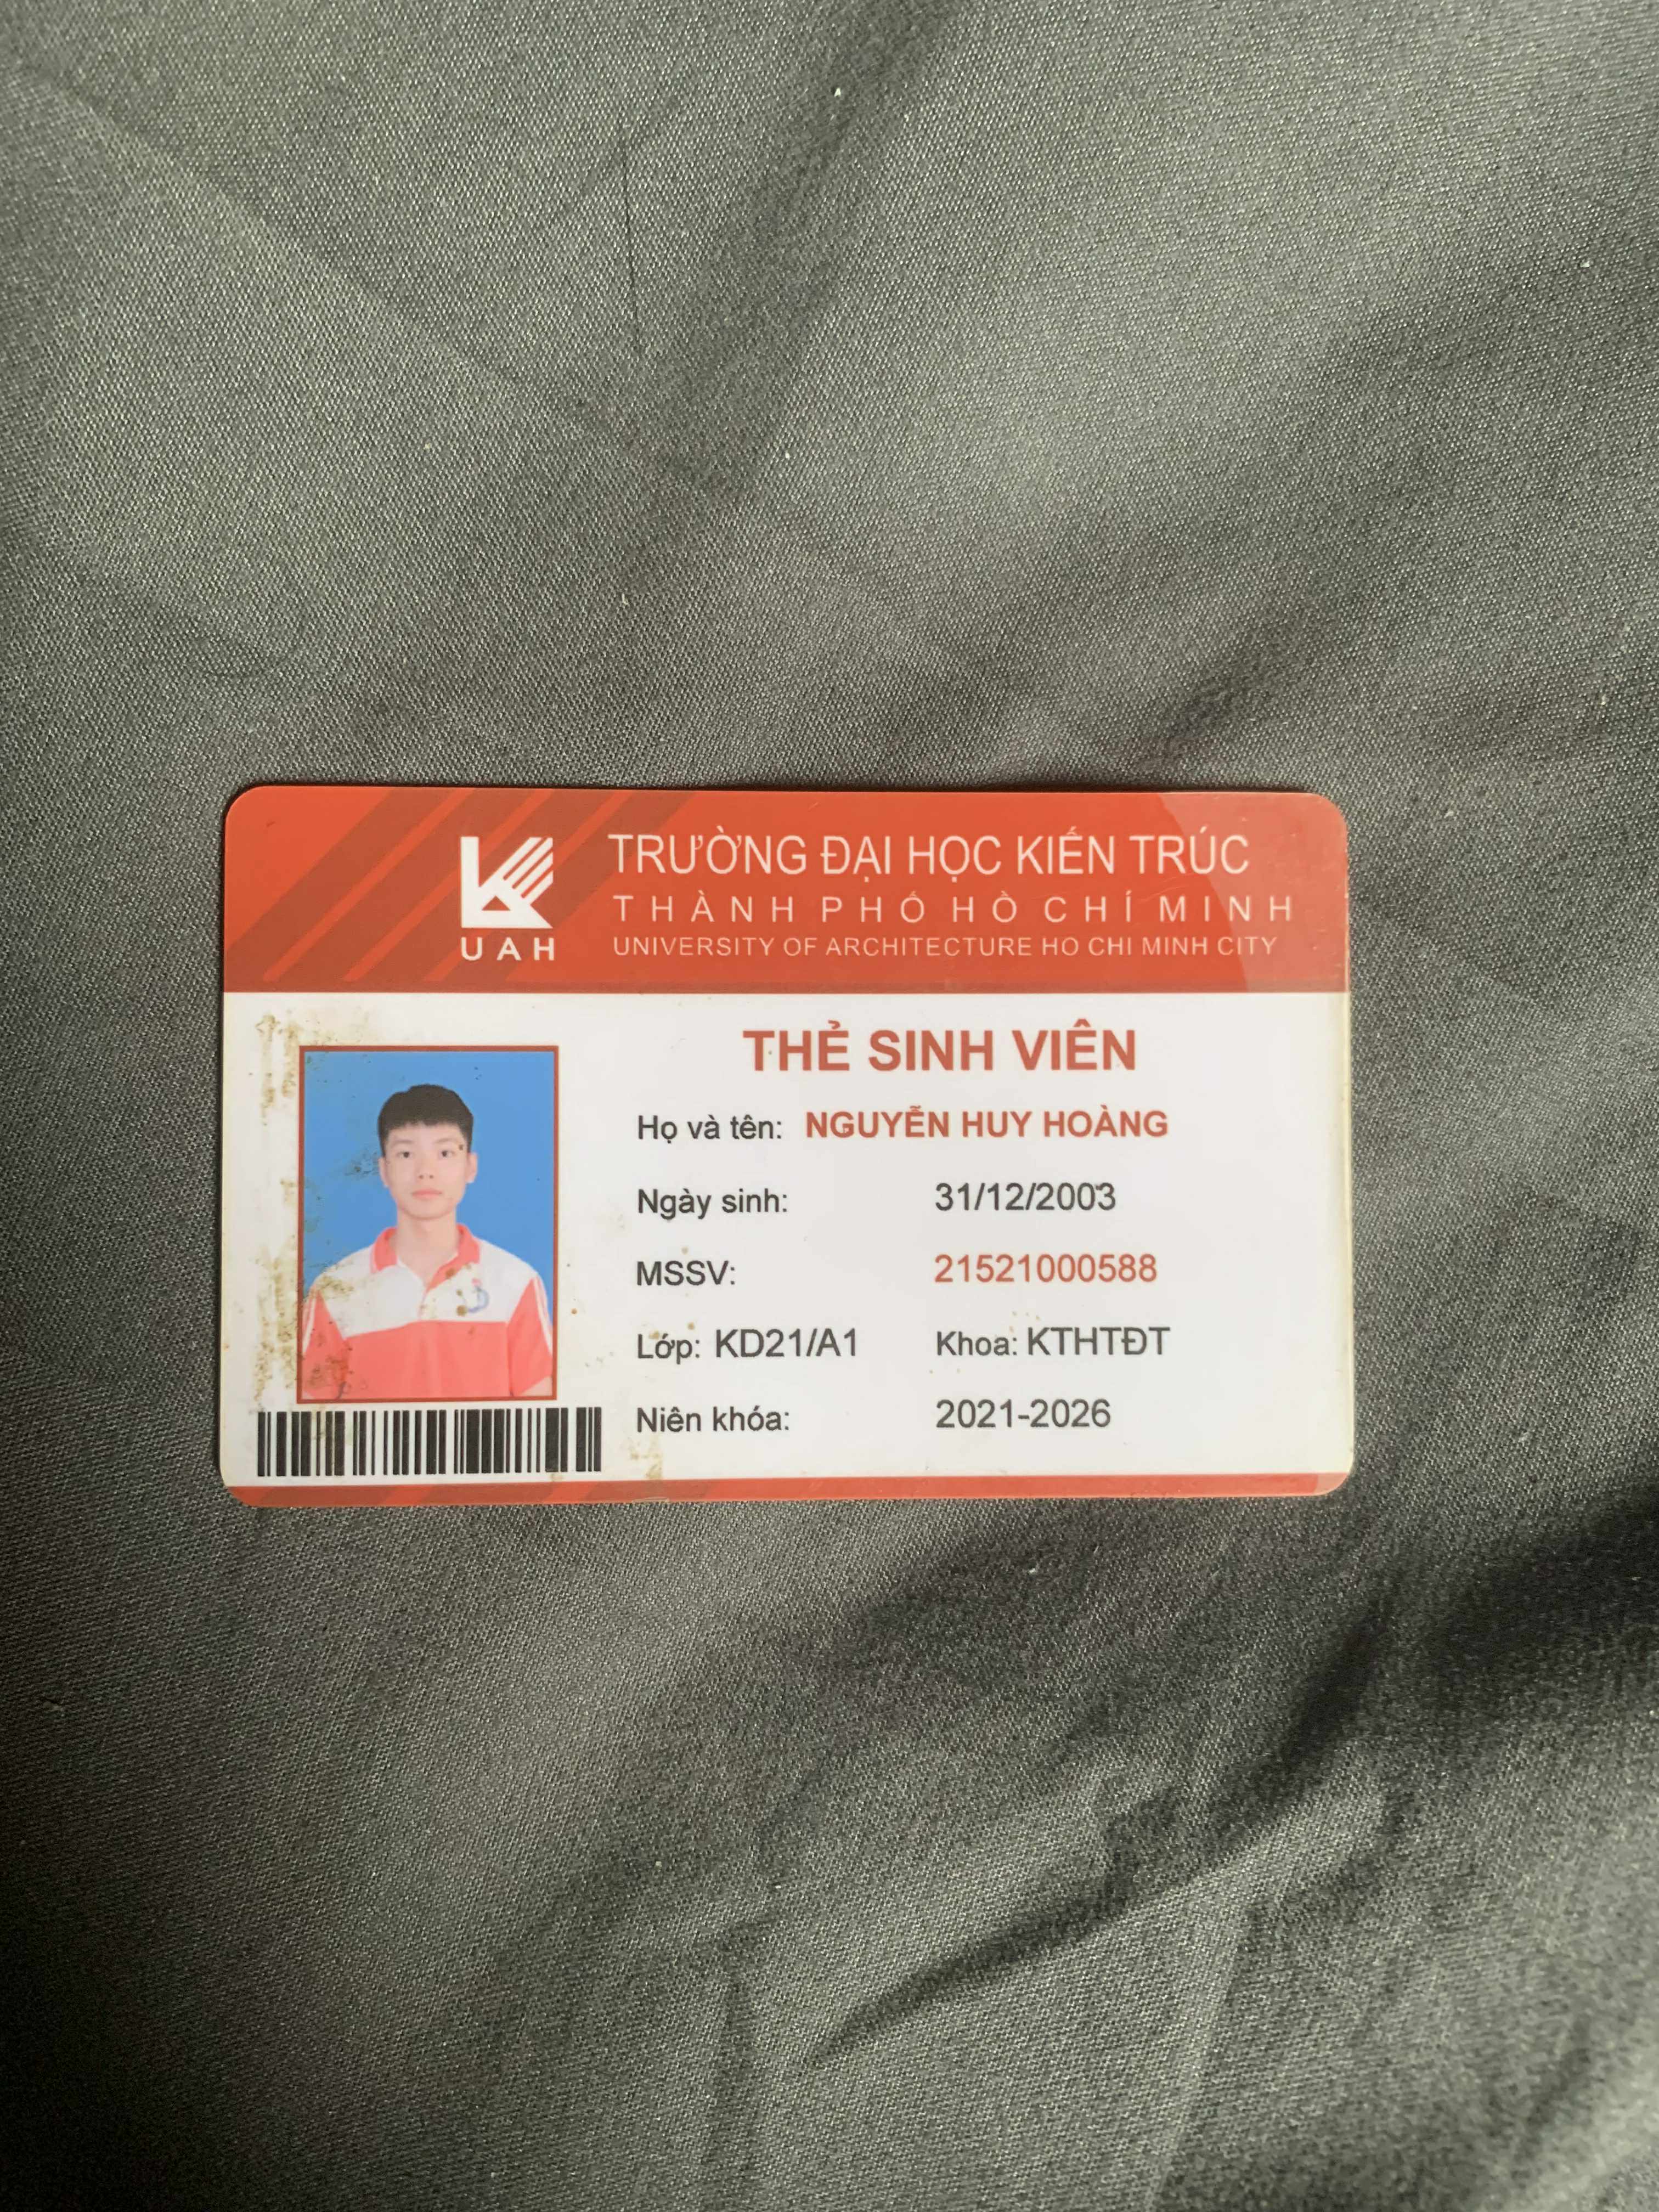 TRƯỜNG ĐẠI HỌC KIẾN TRÚC
THÀNH PHỐ HỒ CHÍ MINH
UAH
UNIVERSITY OF ARCHITECTURE HO CHI MINH CITY
THẺ SINH VIÊN
Họ và tên: NGUYỄN HUY HOÀNG
Ngày sinh: 31/12/2003
MSSV: 21521000588
Lớp: KD21/A1 Khoa: KTHTĐT
Niên khóa: 2021-2026